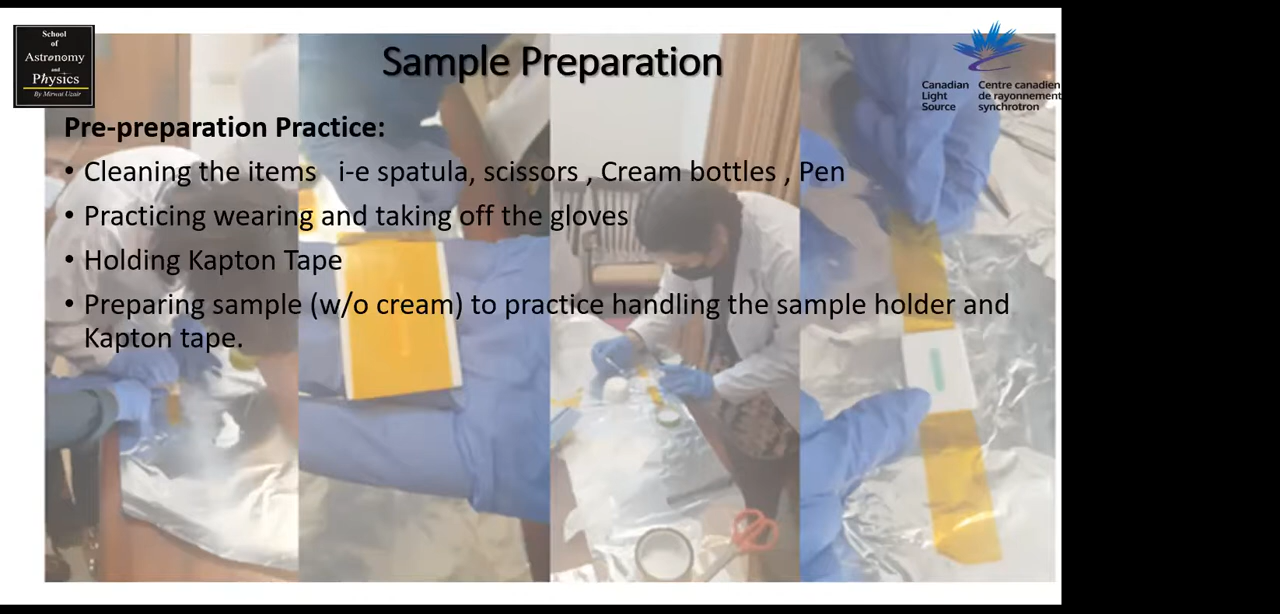 School
of
Astronomy
and
Physics
By Mirwat Uzair
Sample Preparation
Canadian
Light
Source
Centre canadien
de rayonnement
synchrotron
Pre-preparation Practice:
• Cleaning the items i-e spatula, scissors , Cream bottles , Pen
• Practicing wearing and taking off the gloves
• Holding Kapton Tape
• Preparing sample (w/o cream) to practice handling the sample holder and
Kapton tape.